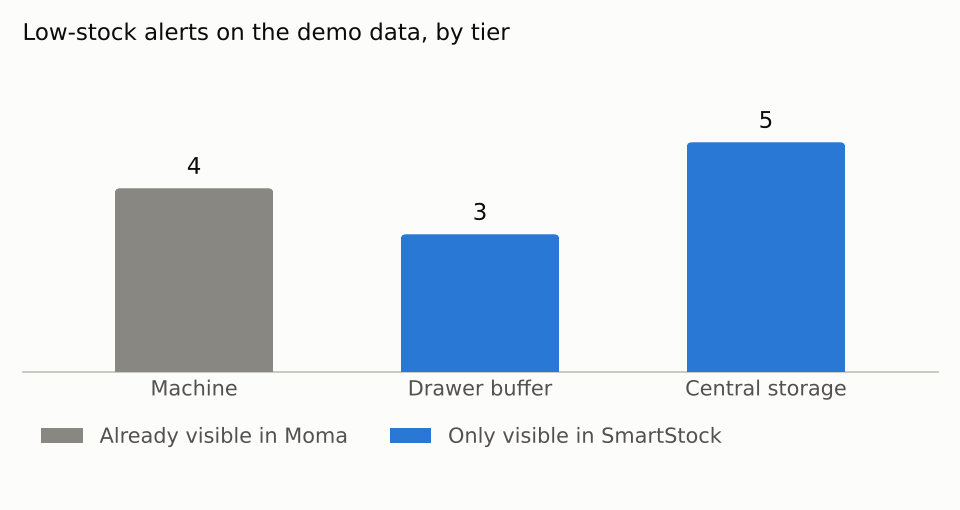 Low-stock alerts on the demo data, by tier
4
3
5
Machine
Drawer buffer
Central storage
Already visible in Moma
Only visible in SmartStock